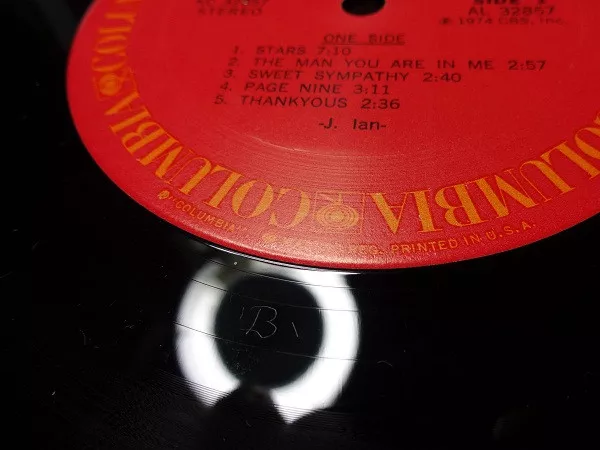 32857
STEREO
SIDE 1
AL 32857
℗ 1974 CBS, Inc.
ONE SIDE
1. STARS 7:10
2. THE MAN YOU ARE IN ME 2:57
3. SWEET SYMPATHY 2:40
4. PAGE NINE 3:11
5. THANKYOUS 2:36
-J. Ian-
COLUMBIA COLUMBIA COLUMBIA
"COLUMBIA"
PRINTED IN U.S.A.
B